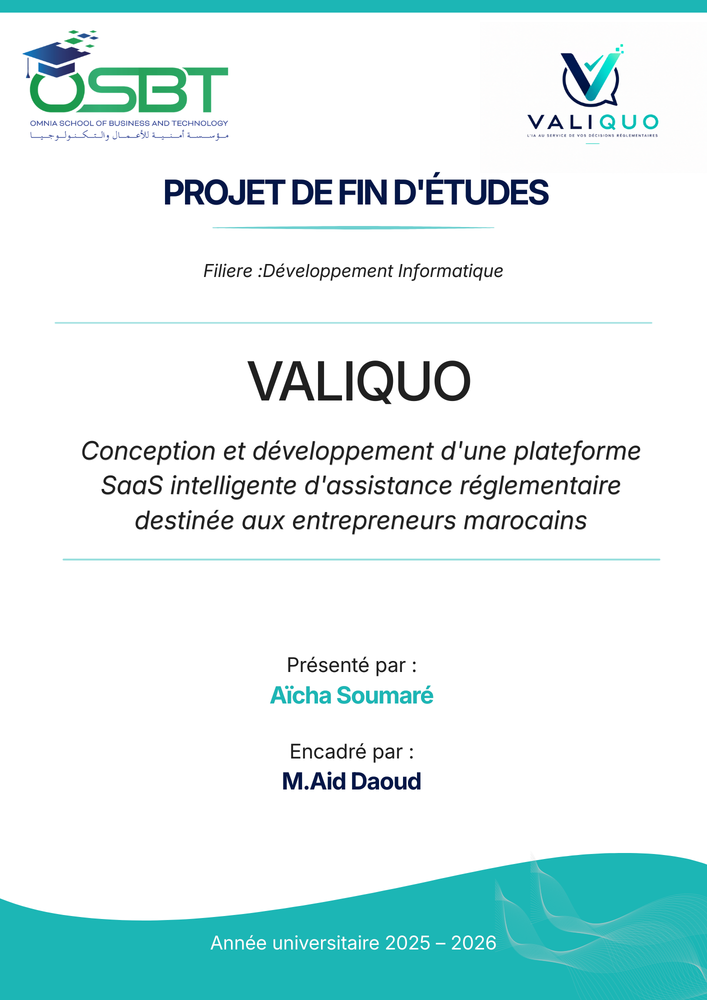 OSBT
OMNIA SCHOOL OF BUSINESS AND TECHNOLOGY
مؤسسة أمنية للأعمال والتكنولوجيا
VALIQUO
L'IA AU SERVICE DE VOS DÉCISIONS RÉGLEMENTAIRES
PROJET DE FIN D'ÉTUDES
Filiere :Développement Informatique
VALIQUO
Conception et développement d'une plateforme
SaaS intelligente d'assistance réglementaire
destinée aux entrepreneurs marocains
Présenté par :
Aïcha Soumaré
Encadré par :
M.Aid Daoud
Année universitaire 2025 – 2026